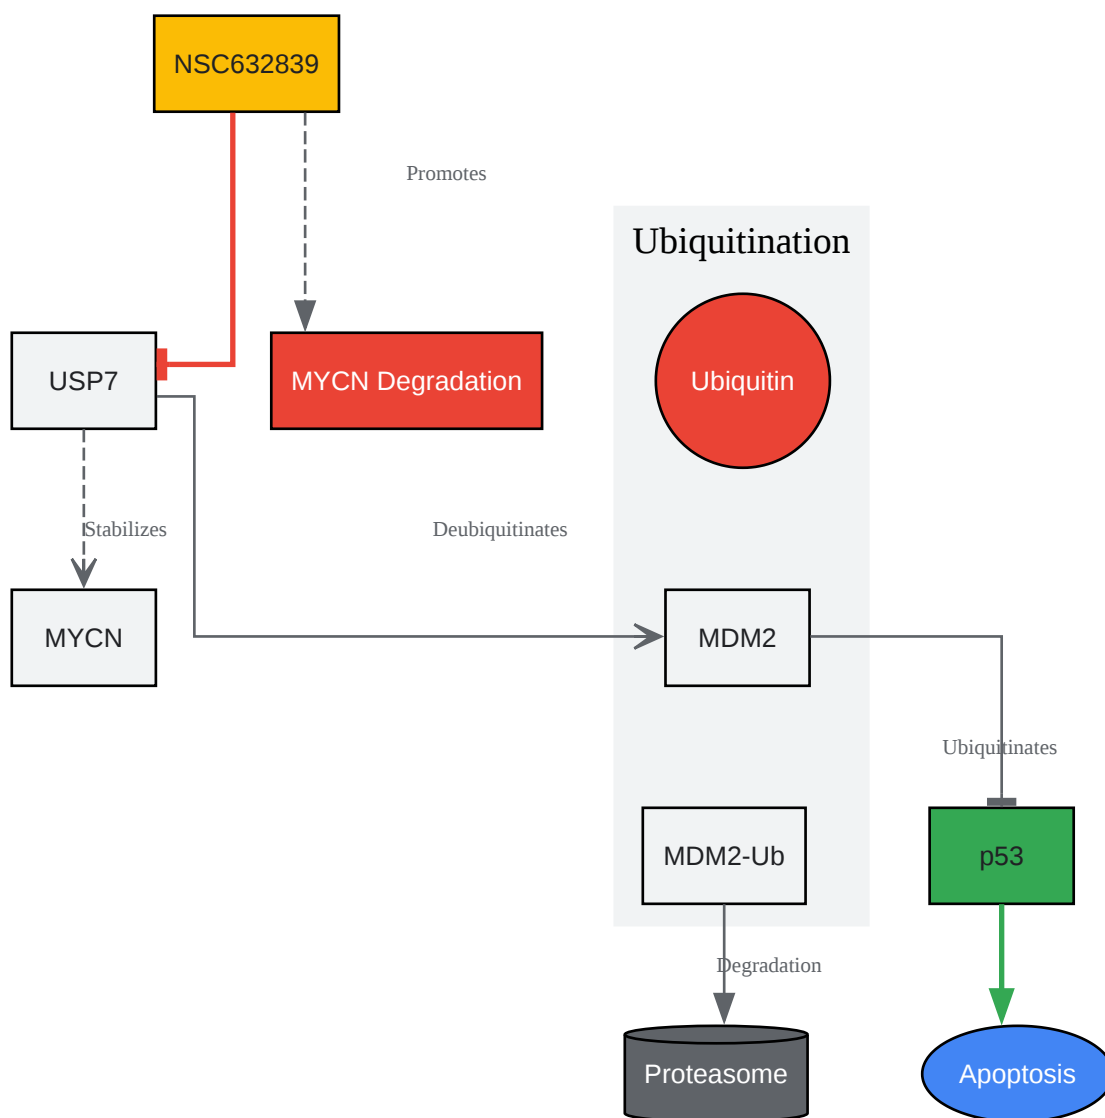 NSC632839
Promotes
Ubiquitination
USP7
MYCN Degradation
Ubiquitin
Stabilizes
Deubiquitinates
MYCN
MDM2
Ubiquitinates
MDM2-Ub
p53
Degradation
Proteasome
Apoptosis